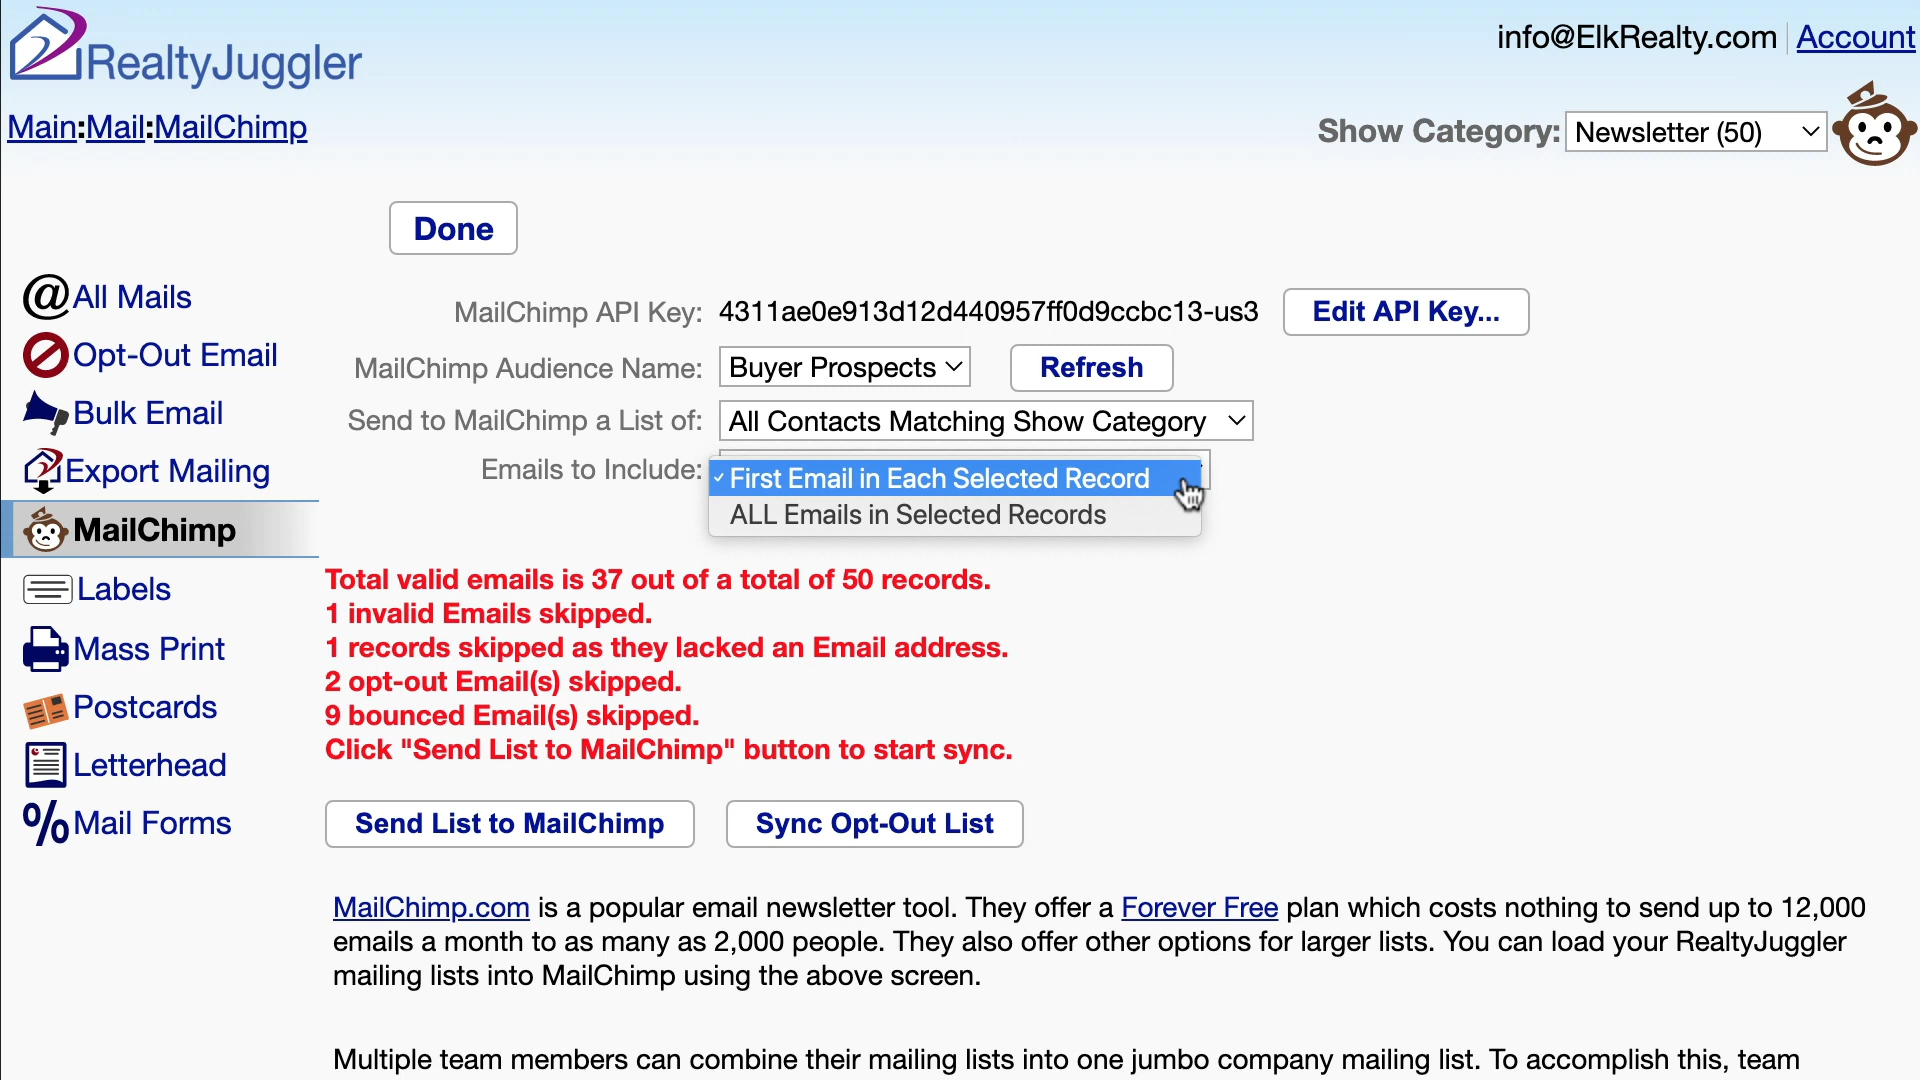 RealtyJuggler
info@ElkRealty.com Account
Main:Mail:MailChimp
Show Category: Newsletter (50)
Done
@ All Mails
Opt-Out Email
Bulk Email
Export Mailing
MailChimp
Labels
Mass Print
Postcards
Letterhead
% Mail Forms
MailChimp API Key: 4311ae0e913d12d440957ff0d9ccbc13-us3 Edit API Key...
MailChimp Audience Name: Buyer Prospects Refresh
Send to MailChimp a List of: All Contacts Matching Show Category
Emails to Include: ✓ First Email in Each Selected Record
ALL Emails in Selected Records
Total valid emails is 37 out of a total of 50 records.
1 invalid Emails skipped.
1 records skipped as they lacked an Email address.
2 opt-out Email(s) skipped.
9 bounced Email(s) skipped.
Click "Send List to MailChimp" button to start sync.
Send List to MailChimp Sync Opt-Out List
MailChimp.com is a popular email newsletter tool. They offer a Forever Free plan which costs nothing to send up to 12,000
emails a month to as many as 2,000 people. They also offer other options for larger lists. You can load your RealtyJuggler
mailing lists into MailChimp using the above screen.
Multiple team members can combine their mailing lists into one jumbo company mailing list. To accomplish this, team